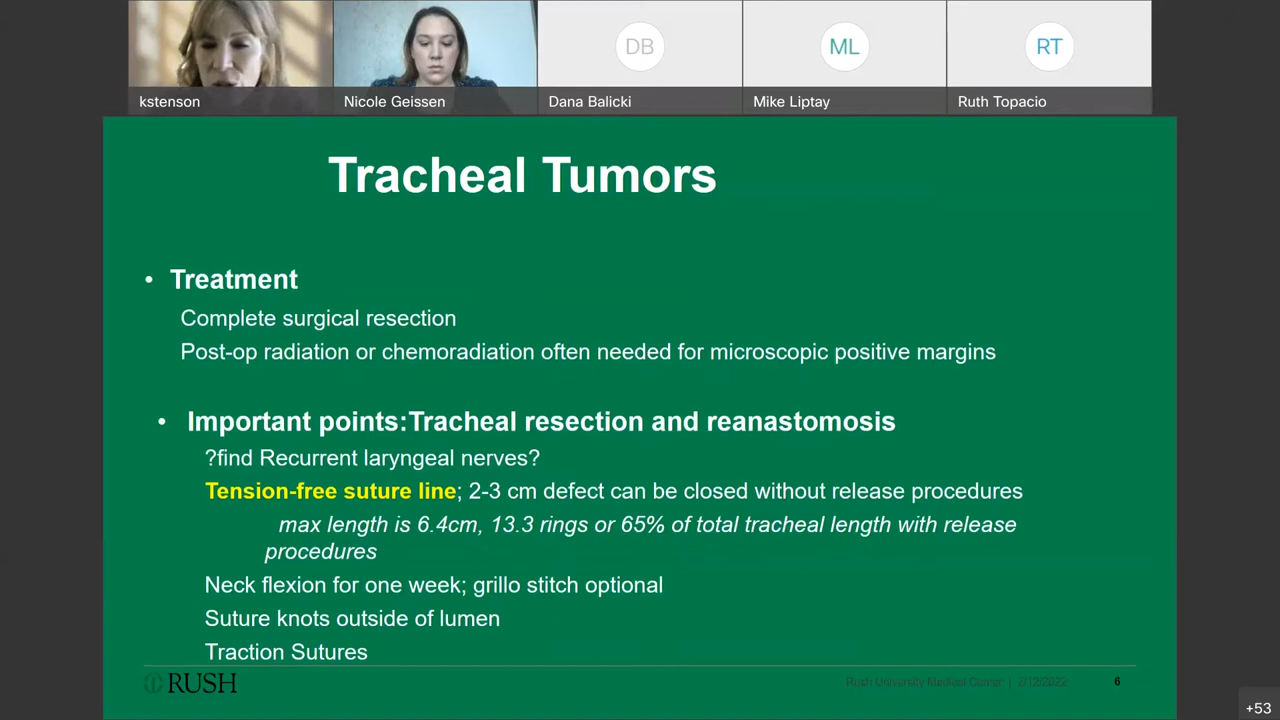 DB
ML
RT
kstenson
Nicole Geissen
Dana Balicki
Mike Liptay
Ruth Topacio
Tracheal Tumors
• Treatment
Complete surgical resection
Post-op radiation or chemoradiation often needed for microscopic positive margins
• Important points:Tracheal resection and reanastomosis
?find Recurrent laryngeal nerves?
Tension-free suture line; 2-3 cm defect can be closed without release procedures
max length is 6.4cm, 13.3 rings or 65% of total tracheal length with release
procedures
Neck flexion for one week; grillo stitch optional
Suture knots outside of lumen
Traction Sutures
RUSH
Rush University Medical Center | 2/12/2022
6
+53